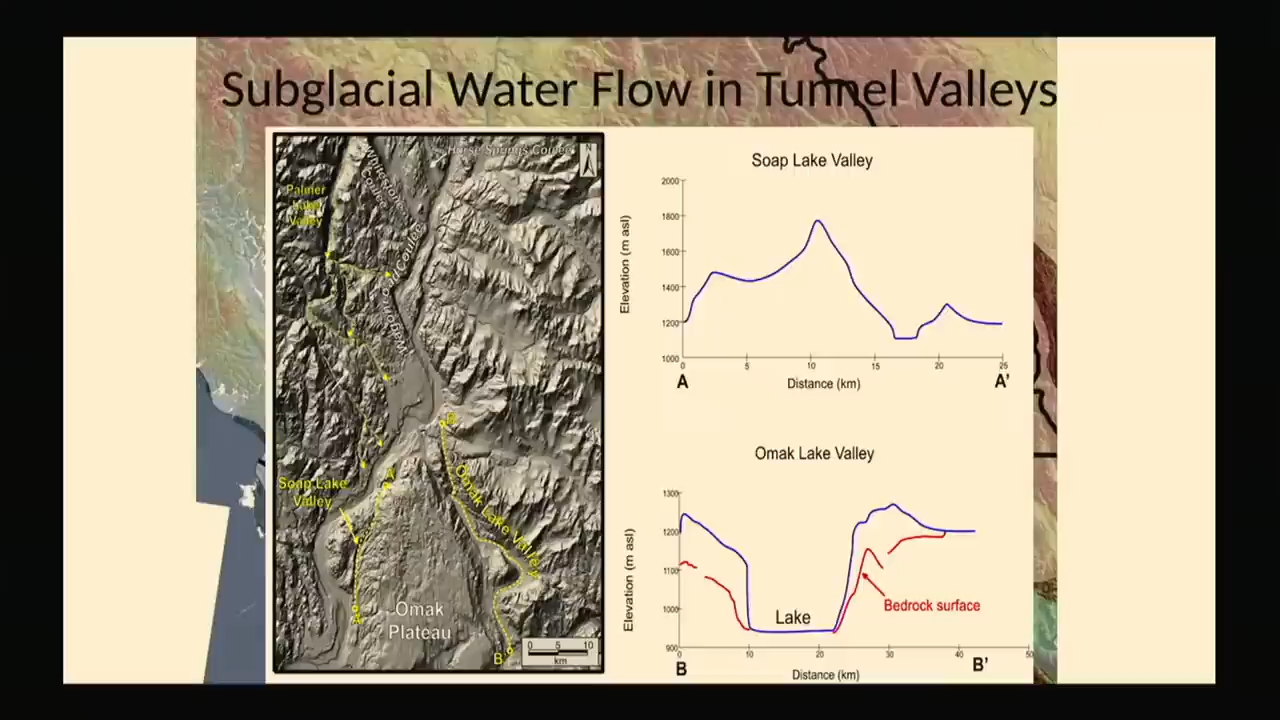 Subglacial Water Flow in Tunnel Valleys
Horse Springs Coulee
N
Whitestone
Coulee
Palmer
Lake
Valley
Wagonroad Coulee
B
A'
Soap Lake
Valley
Omak Lake Valley
A
Omak
Plateau
B'
0 5 10
km
Soap Lake Valley
Elevation (m asl)
2000
1800
1600
1400
1200
1000
0 5 10 15 20 25
A
Distance (km)
A'
Omak Lake Valley
Elevation (m asl)
1300
1200
1100
1000
900
Bedrock surface
Lake
0 10 20 30 40 50
B
Distance (km)
B'